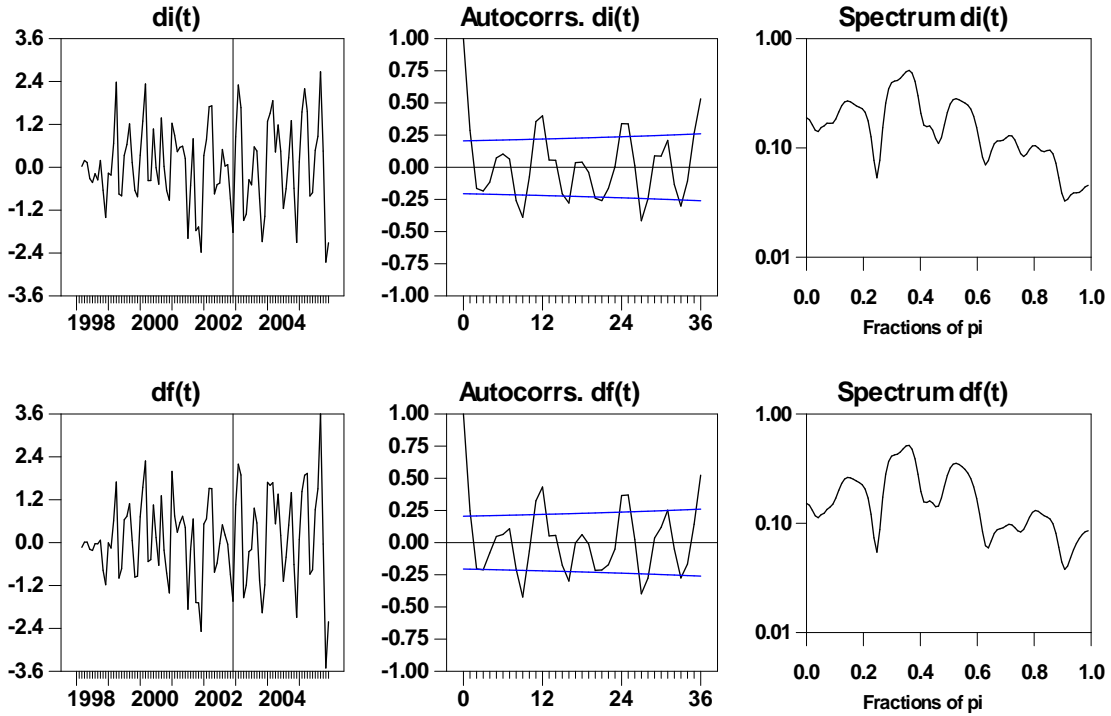 di(t)
3.6
2.4
1.2
0.0
-1.2
-2.4
-3.6
1998 2000 2002 2004
Autocorrs. di(t)
1.00
0.75
0.50
0.25
0.00
-0.25
-0.50
-0.75
-1.00
0 12 24 36
Spectrum di(t)
1.00
0.10
0.01
0.0 0.2 0.4 0.6 0.8 1.0
Fractions of pi
df(t)
3.6
2.4
1.2
0.0
-1.2
-2.4
-3.6
1998 2000 2002 2004
Autocorrs. df(t)
1.00
0.75
0.50
0.25
0.00
-0.25
-0.50
-0.75
-1.00
0 12 24 36
Spectrum df(t)
1.00
0.10
0.01
0.0 0.2 0.4 0.6 0.8 1.0
Fractions of pi